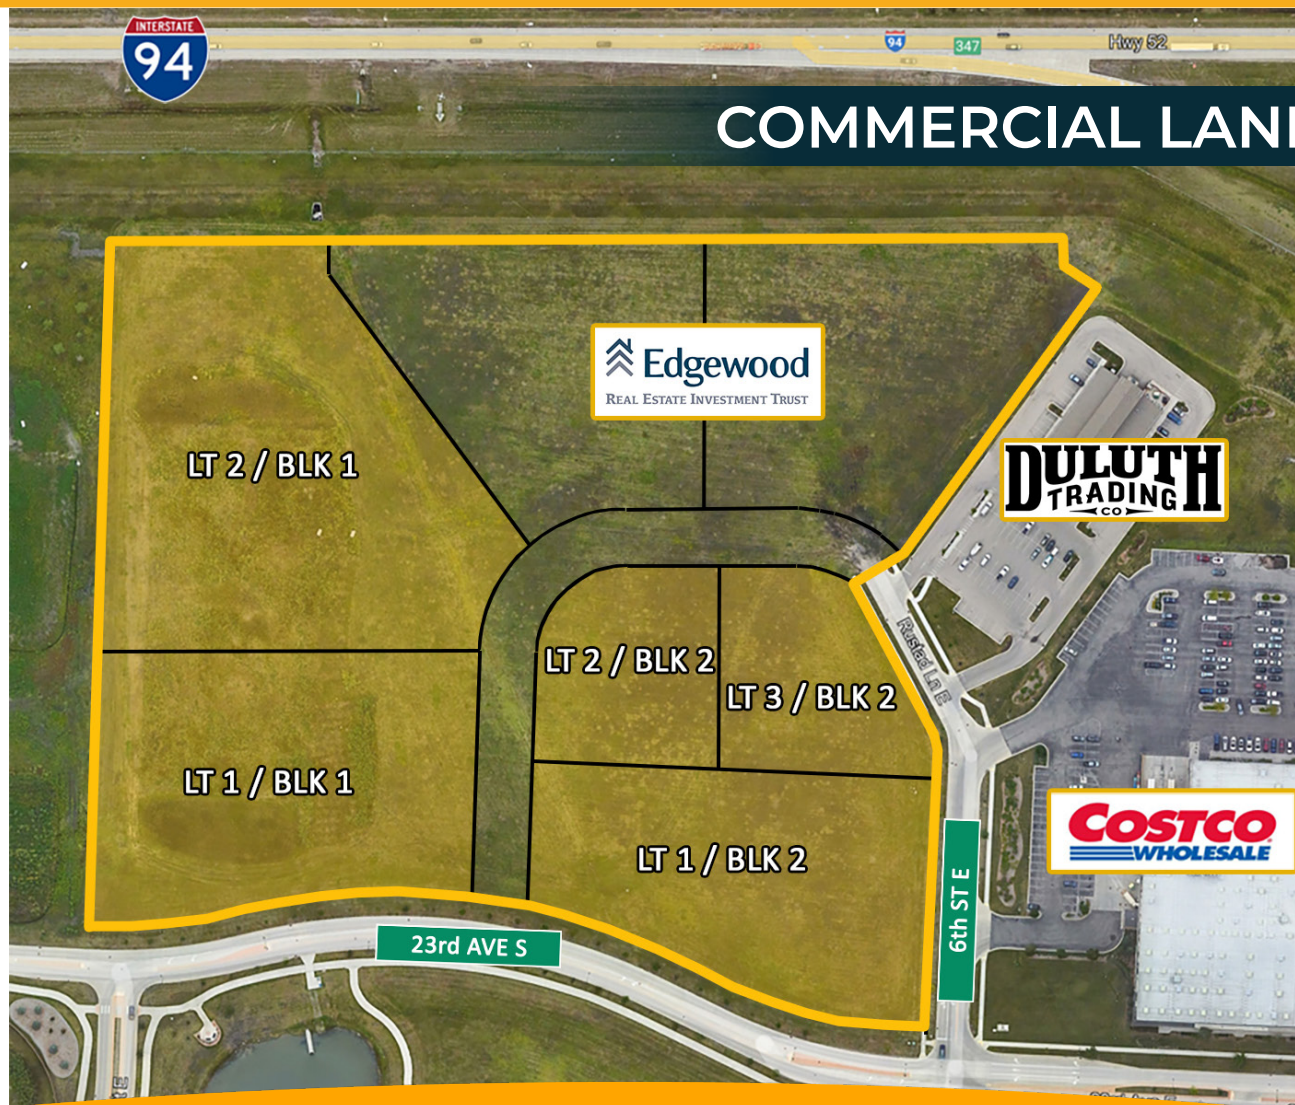 INTERSTATE
94
94
347
Hwy 52
COMMERCIAL LAN
Edgewood
REAL ESTATE INVESTMENT TRUST
LT 2 / BLK 1
DULUTH
TRADING
CO
Rustad Ln E
LT 2 / BLK 2
LT 3 / BLK 2
LT 1 / BLK 1
COSTCO
WHOLESALE
LT 1 / BLK 2
6th ST E
23rd AVE S